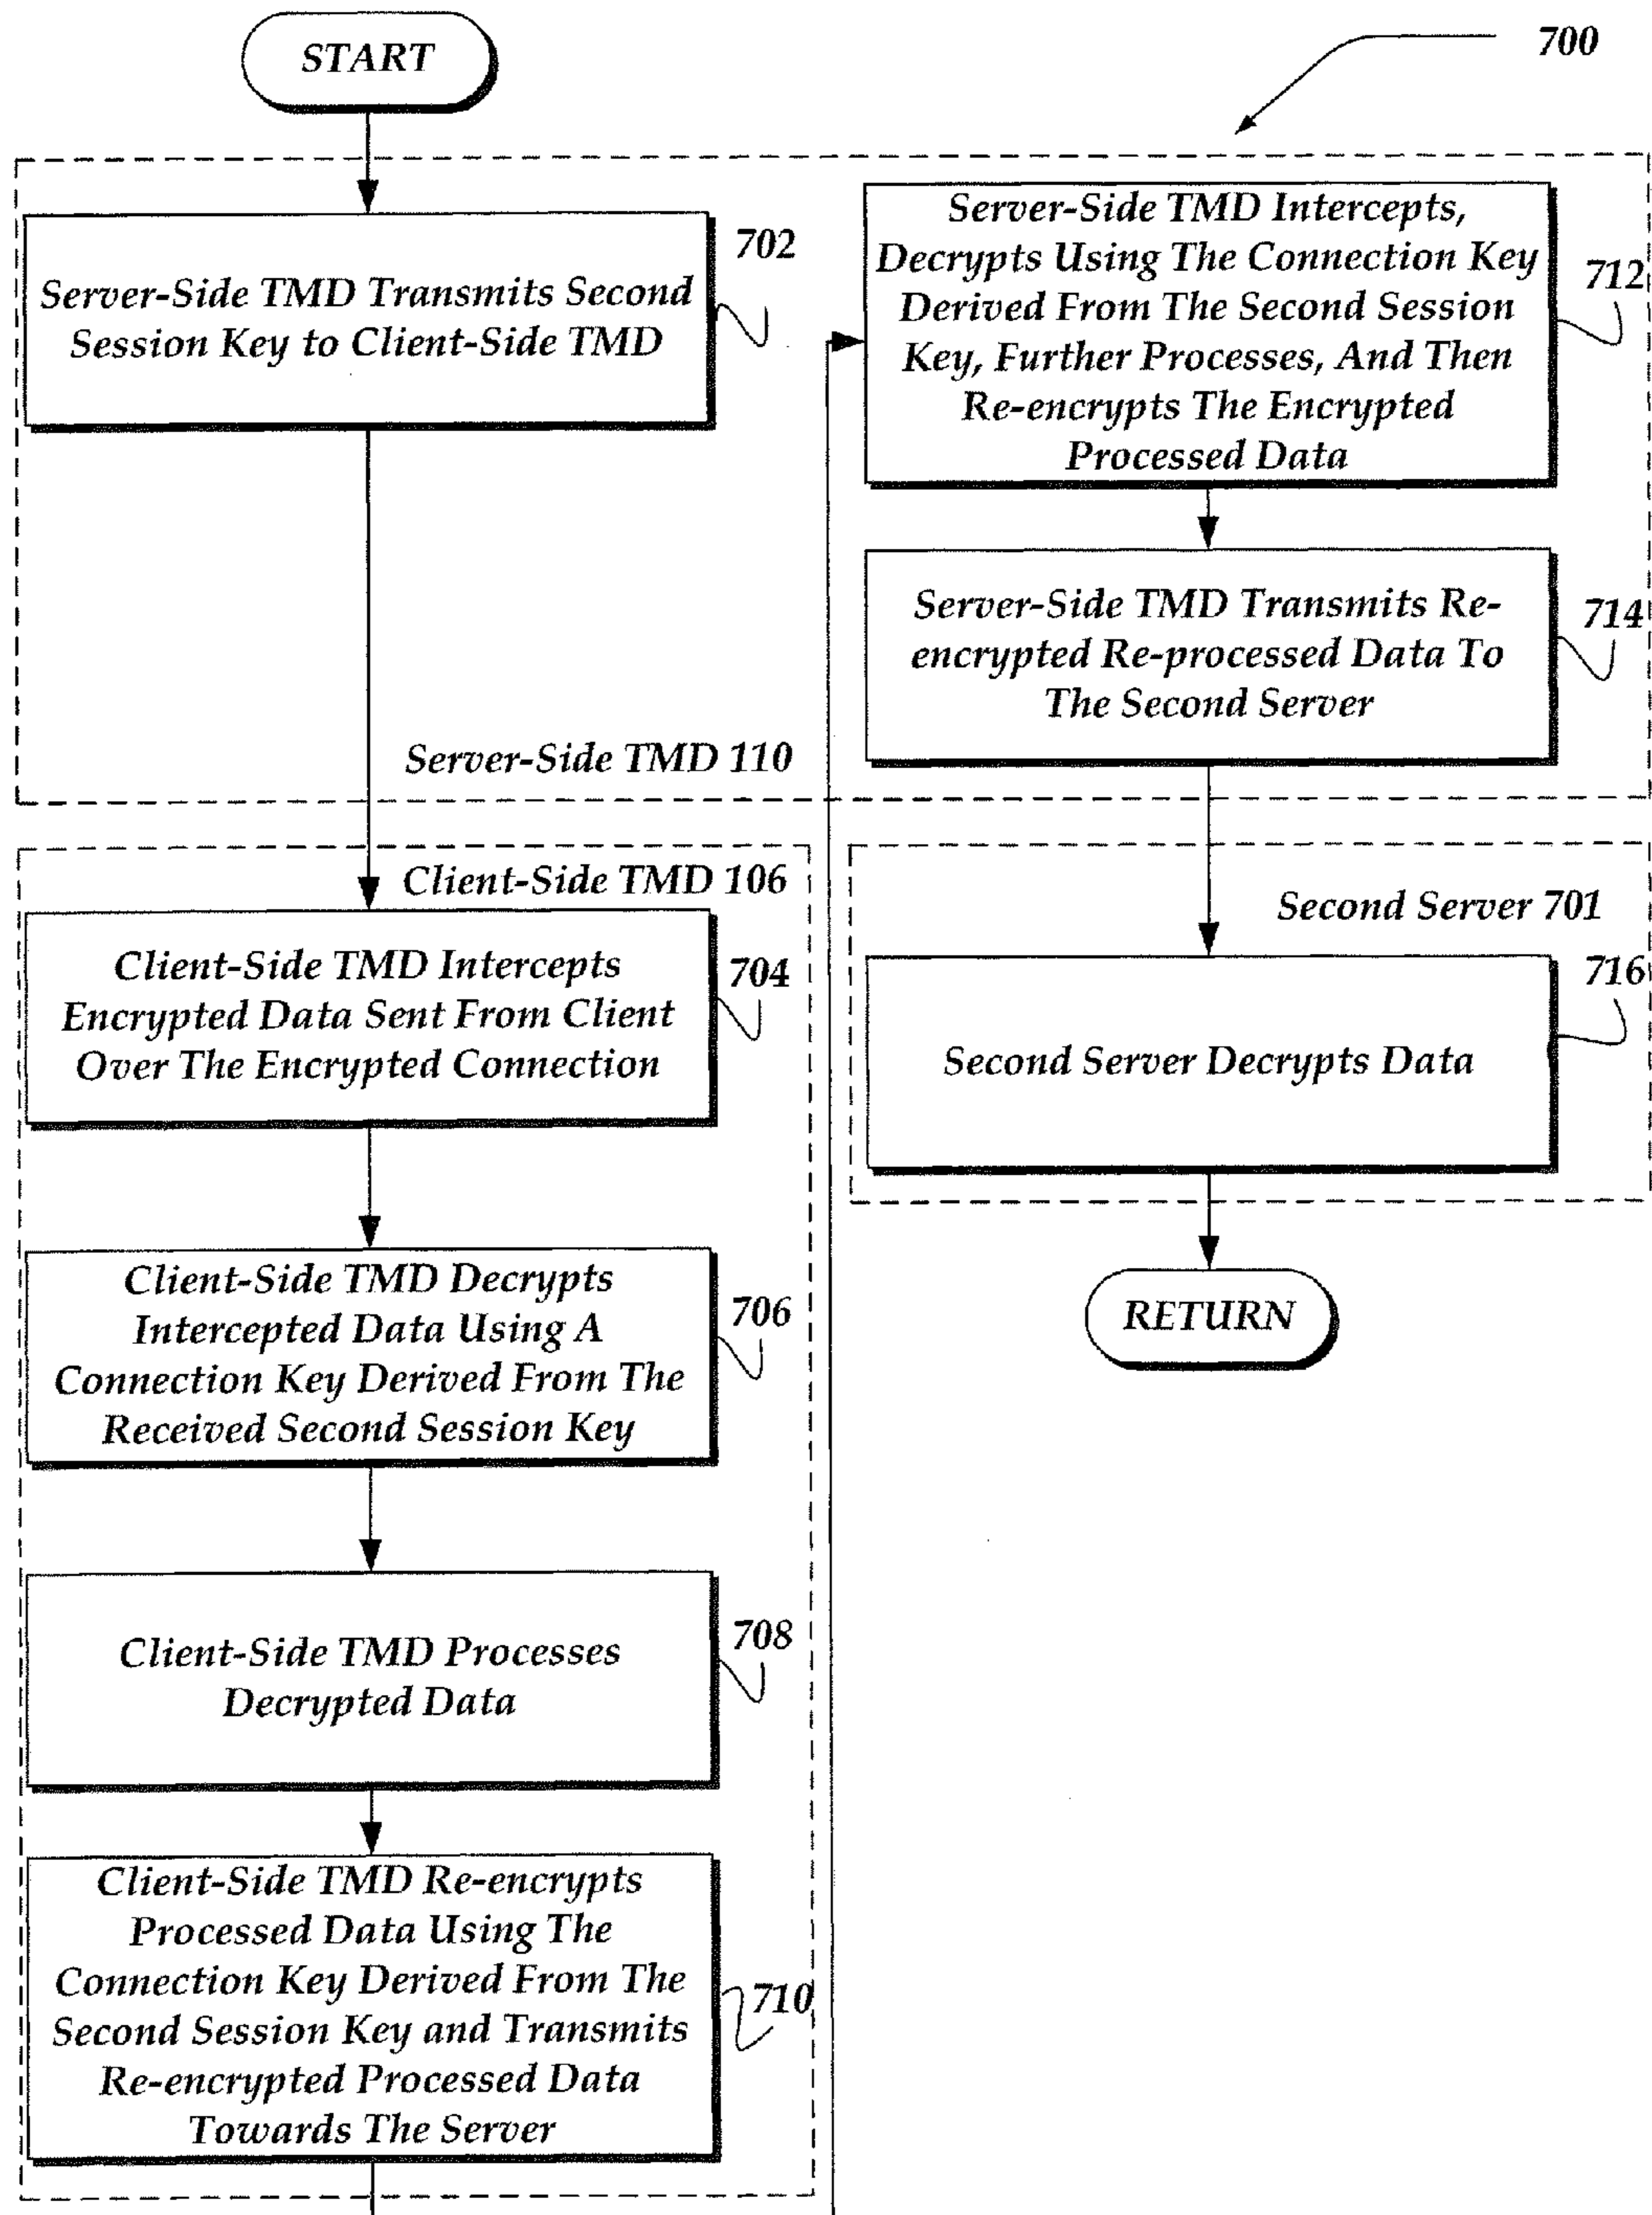 START
700
Server-Side TMD Transmits Second
Session Key to Client-Side TMD
702
Server-Side TMD 110
Client-Side TMD 106
Client-Side TMD Intercepts
Encrypted Data Sent From Client
Over The Encrypted Connection
704
Client-Side TMD Decrypts
Intercepted Data Using A
Connection Key Derived From The
Received Second Session Key
706
Client-Side TMD Processes
Decrypted Data
708
Client-Side TMD Re-encrypts
Processed Data Using The
Connection Key Derived From The
Second Session Key and Transmits
Re-encrypted Processed Data
Towards The Server
710
Server-Side TMD Intercepts,
Decrypts Using The Connection Key
Derived From The Second Session
Key, Further Processes, And Then
Re-encrypts The Encrypted
Processed Data
712
Server-Side TMD Transmits Re-
encrypted Re-processed Data To
The Second Server
714
Second Server 701
Second Server Decrypts Data
716
RETURN